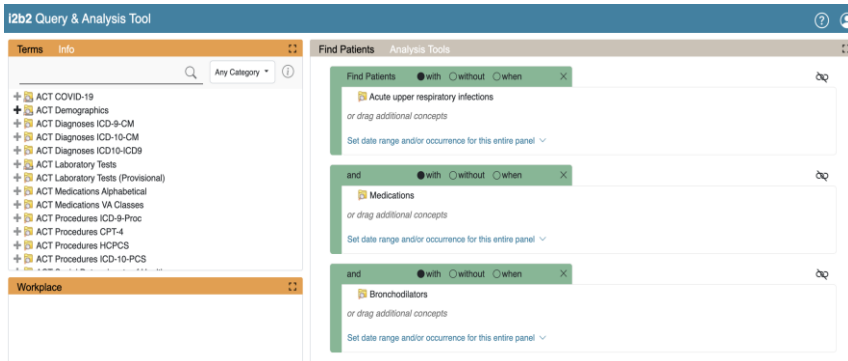 i2b2 Query & Analysis Tool
Terms Info
Any Category
ACT COVID-19
ACT Demographics
ACT Diagnoses ICD-9-CM
ACT Diagnoses ICD-10-CM
ACT Diagnoses ICD10-ICD9
ACT Laboratory Tests
ACT Laboratory Tests (Provisional)
ACT Medications Alphabetical
ACT Medications VA Classes
ACT Procedures ICD-9-Proc
ACT Procedures CPT-4
ACT Procedures HCPCS
ACT Procedures ICD-10-PCS
Workplace
Find Patients Analysis Tools
Find Patients with without when X
Acute upper respiratory infections
or drag additional concepts
Set date range and/or occurrence for this entire panel
and with without when X
Medications
or drag additional concepts
Set date range and/or occurrence for this entire panel
and with without when X
Bronchodilators
or drag additional concepts
Set date range and/or occurrence for this entire panel